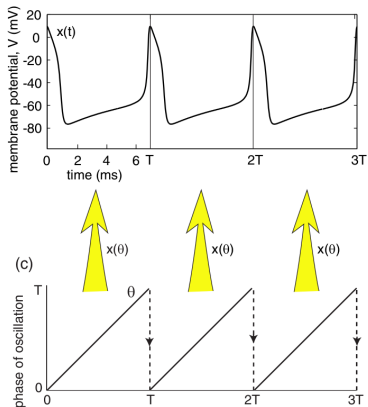 membrane potential, V (mV)
20
0
-20
-40
-60
-80
x(t)
0 2 4 6 T 2T 3T
time (ms)
x(θ) x(θ) x(θ)
(c)
phase of oscillation
T
0
θ
0 T 2T 3T